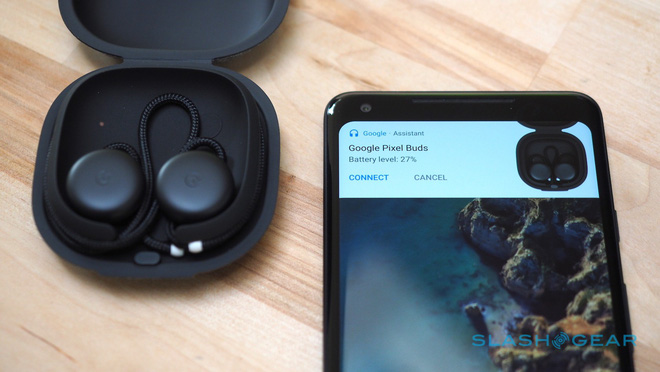 Google · Assistant
Google Pixel Buds
Battery level: 27%
CONNECT CANCEL
SLASHGEAR